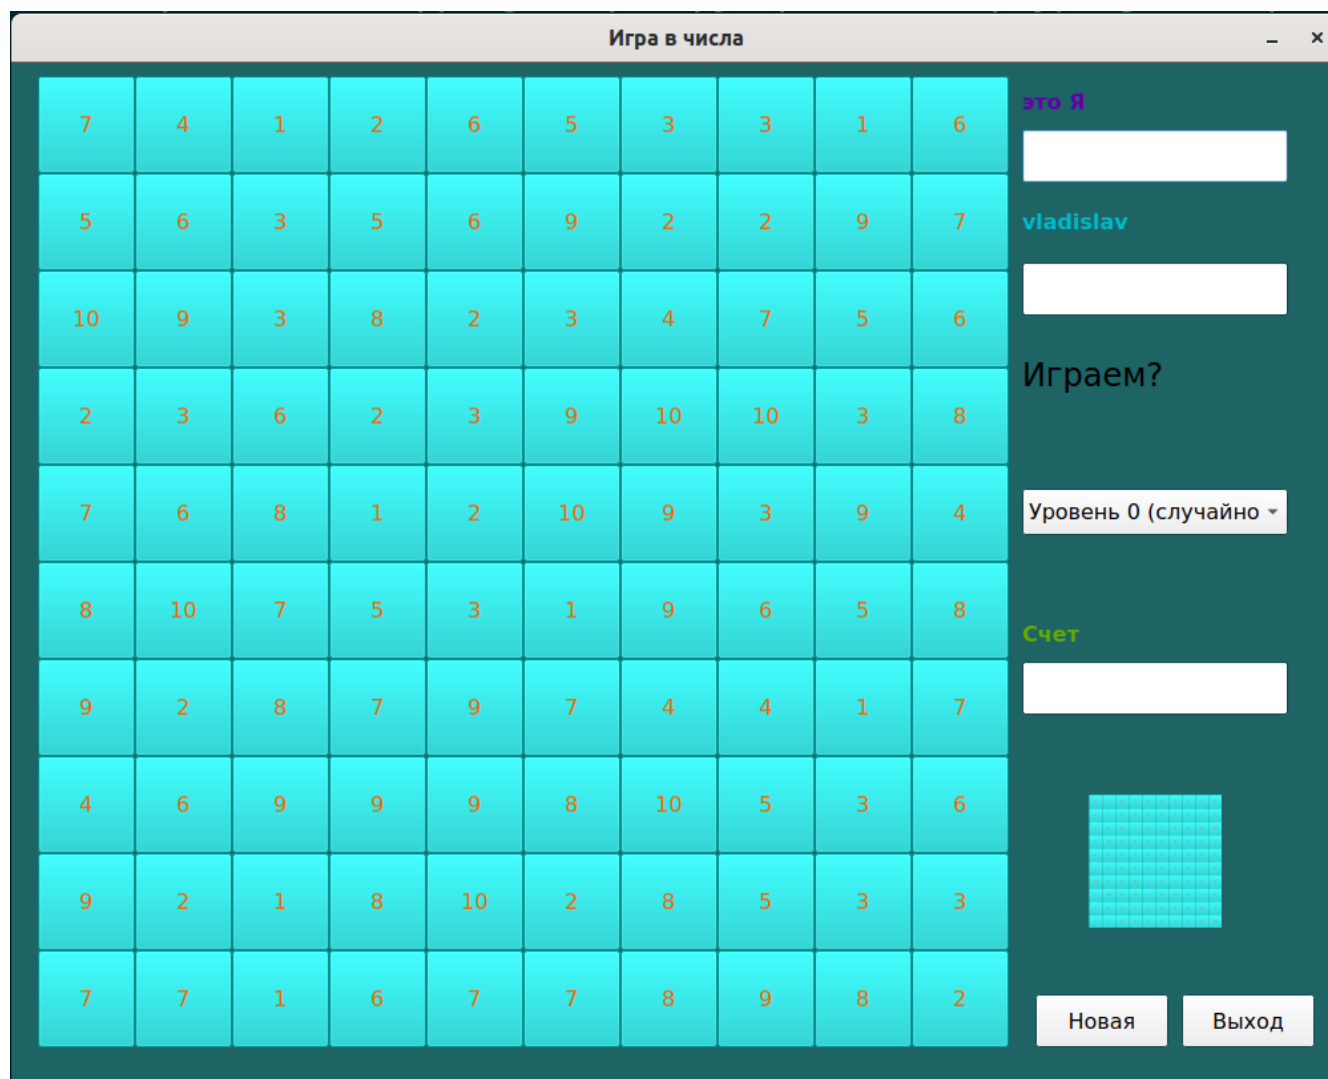 Игра в числа
7 4 1 2 6 5 3 3 1 6
5 6 3 5 6 9 2 2 9 7
10 9 3 8 2 3 4 7 5 6
2 3 6 2 3 9 10 10 3 8
7 6 8 1 2 10 9 3 9 4
8 10 7 5 3 1 9 6 5 8
9 2 8 7 9 7 4 4 1 7
4 6 9 9 9 8 10 5 3 6
9 2 1 8 10 2 8 5 3 3
7 7 1 6 7 7 8 9 8 2
это Я
vladislav
Играем?
Уровень 0 (случайно
Счет
Новая
Выход